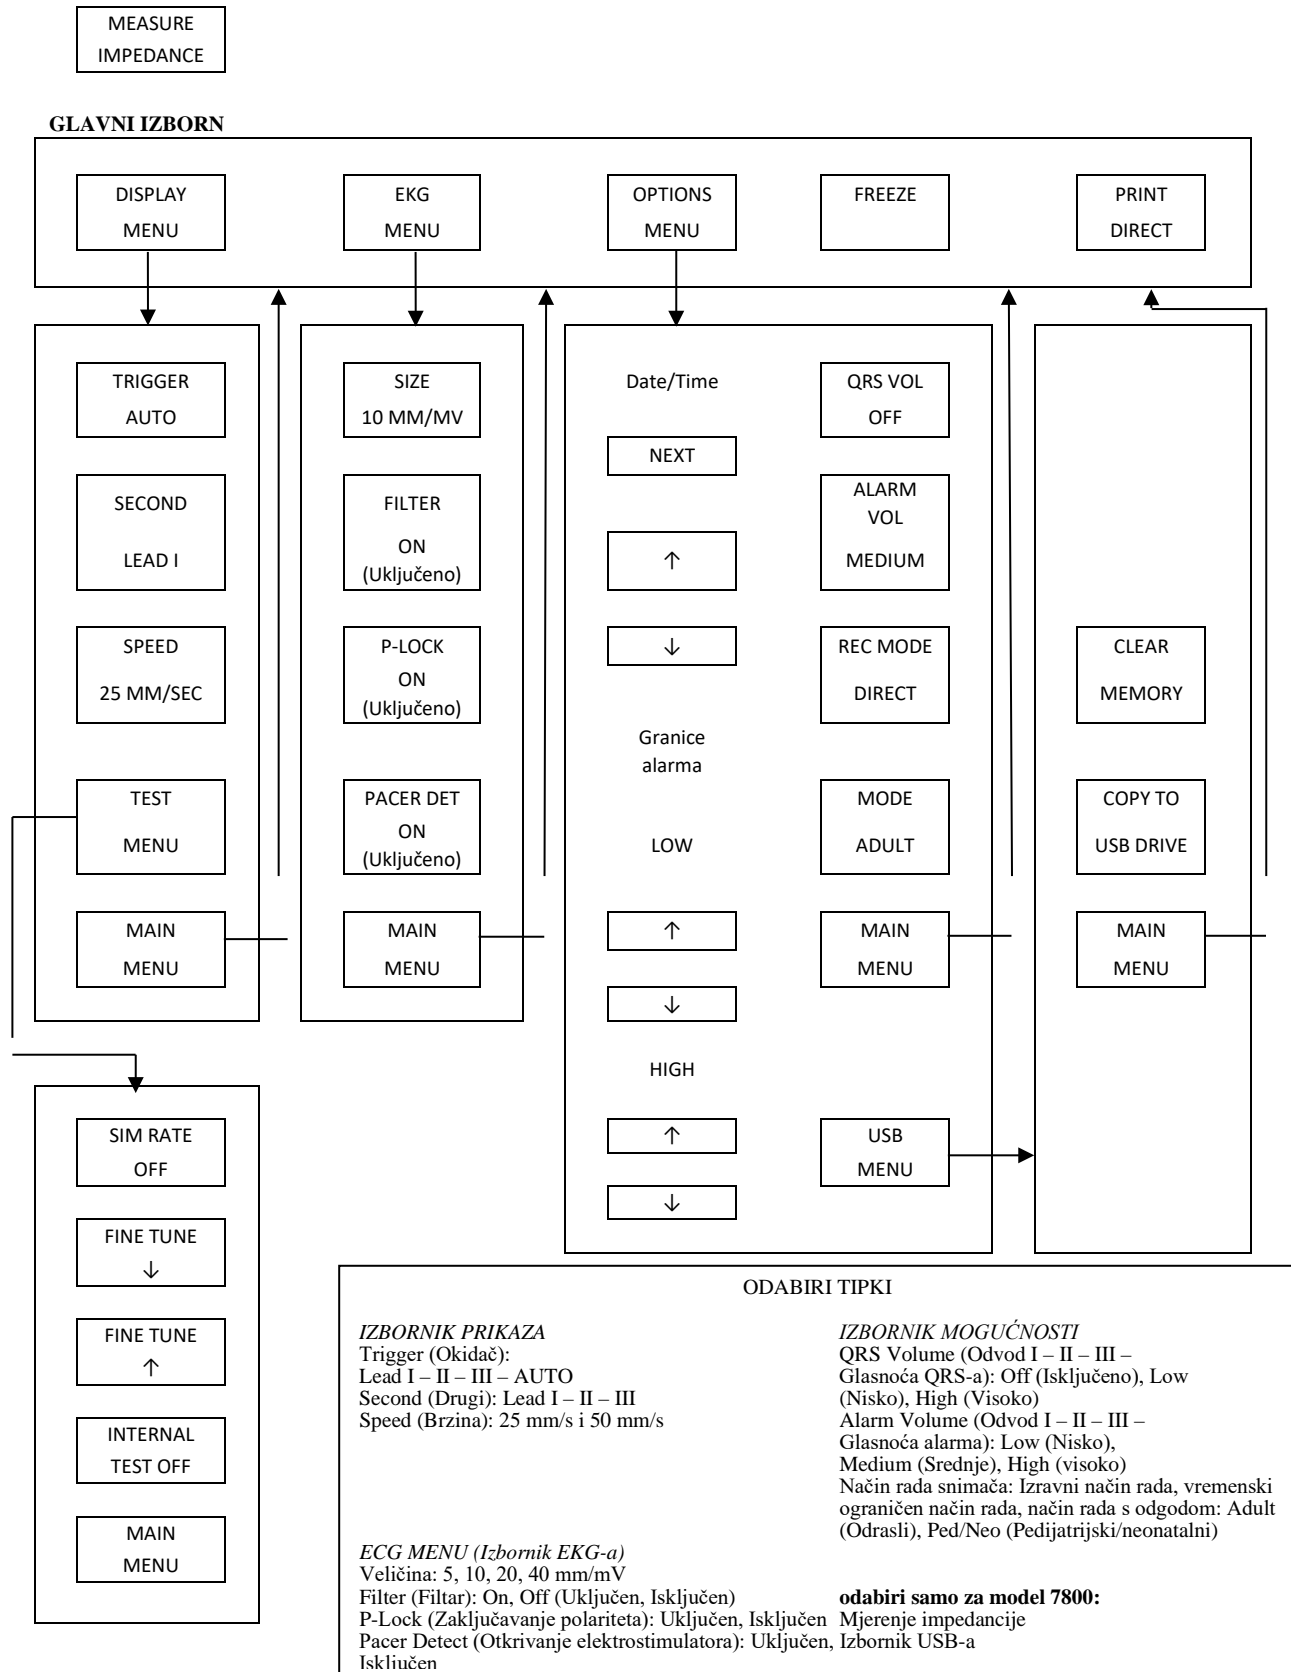 MEASURE
IMPEDANCE
GLAVNI IZBORN
DISPLAY
MENU
EKG
MENU
OPTIONS
MENU
FREEZE
PRINT
DIRECT
TRIGGER
AUTO
SECOND
LEAD I
SPEED
25 MM/SEC
TEST
MENU
MAIN
MENU
SIZE
10 MM/MV
FILTER
ON
(Uključeno)
P-LOCK
ON
(Uključeno)
PACER DET
ON
(Uključeno)
MAIN
MENU
Date/Time
NEXT
↑
↓
Granice
alarma
LOW
↑
↓
HIGH
↑
↓
QRS VOL
OFF
ALARM
VOL
MEDIUM
REC MODE
DIRECT
MODE
ADULT
MAIN
MENU
USB
MENU
CLEAR
MEMORY
COPY TO
USB DRIVE
MAIN
MENU
SIM RATE
OFF
FINE TUNE
↓
FINE TUNE
↑
INTERNAL
TEST OFF
MAIN
MENU
ODABIRI TIPKI
IZBORNIK PRIKAZA
Trigger (Okidač):
Lead I – II – III – AUTO
Second (Drugi): Lead I – II – III
Speed (Brzina): 25 mm/s i 50 mm/s
ECG MENU (Izbornik EKG-a)
Veličina: 5, 10, 20, 40 mm/mV
Filter (Filtar): On, Off (Uključen, Isključen)
P-Lock (Zaključavanje polariteta): Uključen, Isključen
Pacer Detect (Otkrivanje elektrostimulatora): Uključen,
Isključen
IZBORNIK MOGUĆNOSTI
QRS Volume (Odvod I – II – III –
Glasnoća QRS-a): Off (Isključeno), Low
(Nisko), High (Visoko)
Alarm Volume (Odvod I – II – III –
Glasnoća alarma): Low (Nisko),
Medium (Srednje), High (visoko)
Način rada snimača: Izravni način rada, vremenski
ograničen način rada, način rada s odgodom: Adult
(Odrasli), Ped/Neo (Pedijatrijski/neonatalni)
odabiri samo za model 7800:
Mjerenje impedancije
Izbornik USB-a